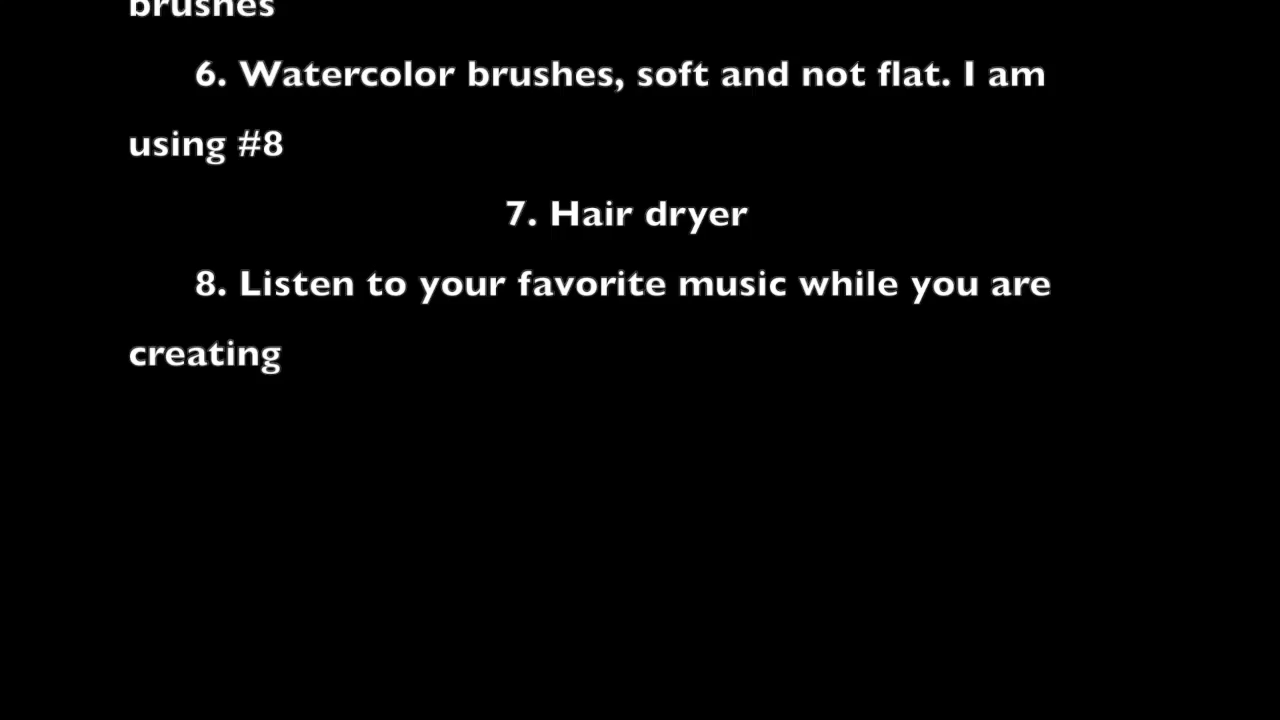 brushes
6. Watercolor brushes, soft and not flat. I am
using #8
7. Hair dryer
8. Listen to your favorite music while you are
creating